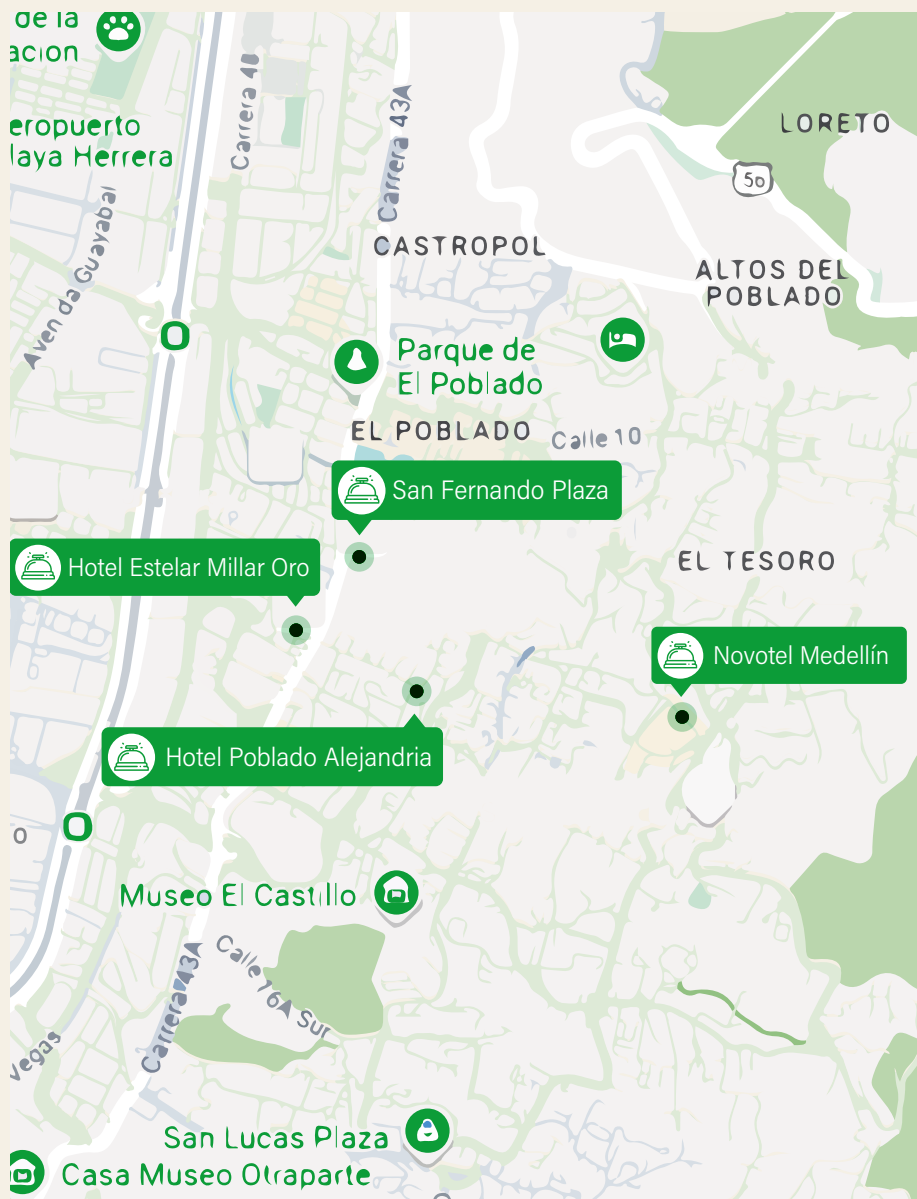 de la
acion
eropuerto
laya Herrera
Carrera 4
Carrera 43A
LORETO
50
Aven da Guayabal
CASTROPOL
ALTOS DEL
POBLADO
Parque de
El Poblado
EL POBLADO
Calle 10
San Fernando Plaza
Hotel Estelar Millar Oro
EL TESORO
Novotel Medellín
Hotel Poblado Alejandria
o
Museo El Castillo
Calle 16A Sur
Carrera 43A
Vegas
San Lucas Plaza
Casa Museo Otraparte